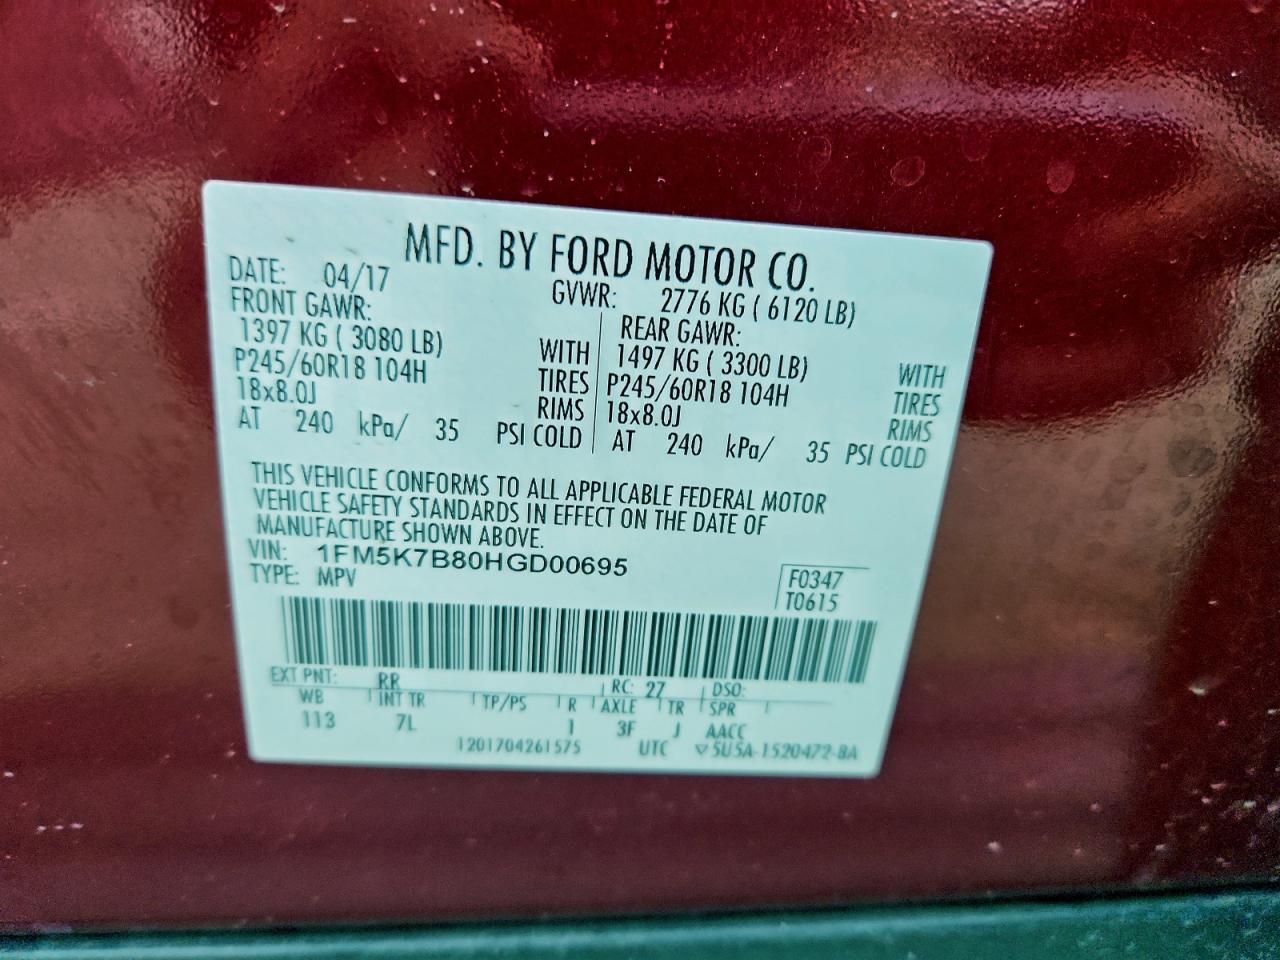 MFD. BY FORD MOTOR CO.
DATE: 04/17 GVWR: 2776 KG ( 6120 LB)
FRONT GAWR: REAR GAWR:
1397 KG ( 3080 LB) WITH 1497 KG ( 3300 LB) WITH
P245/60R18 104H TIRES P245/60R18 104H TIRES
18x8.0J RIMS 18x8.0J RIMS
AT 240 kPa/ 35 PSI COLD AT 240 kPa/ 35 PSI COLD
THIS VEHICLE CONFORMS TO ALL APPLICABLE FEDERAL MOTOR
VEHICLE SAFETY STANDARDS IN EFFECT ON THE DATE OF
MANUFACTURE SHOWN ABOVE.
VIN: 1FM5K7B80HGD00695
TYPE: MPV F0347
T0615
EXT PNT: RR RC: 27 DSO:
WB INT TR TP/PS R AXLE TR SPR
113 7L 1 3F J AACC
1201704261575 UTC ▽5U5A-1520472-BA